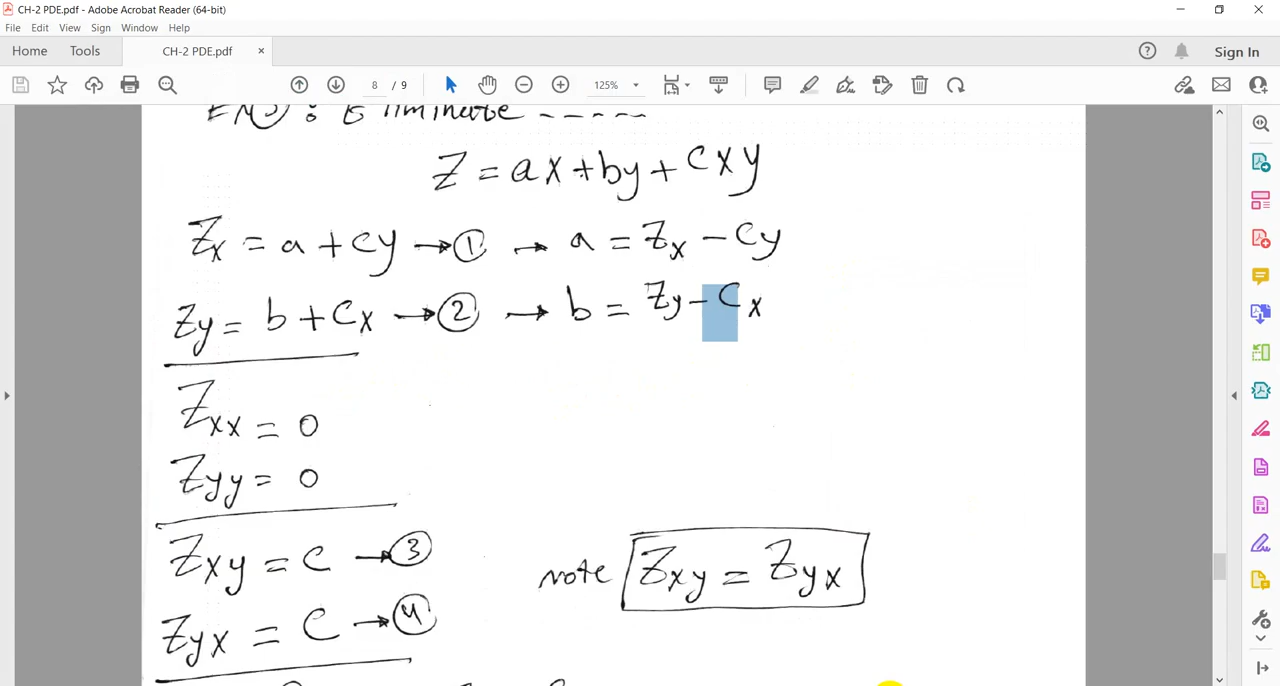 CH-2 PDE.pdf - Adobe Acrobat Reader (64-bit)
File Edit View Sign Window Help
Home Tools CH-2 PDE.pdf × Sign In
8 / 9 125%
: Eliminate -----
Z = ax + by + cxy
Zx = a + cy → ① → a = Zx - cy
Zy = b + cx → ② → b = Zy - cx
Zxx = 0
Zyy = 0
Zxy = c → ③
note Zxy = Zyx
Zyx = c → ④